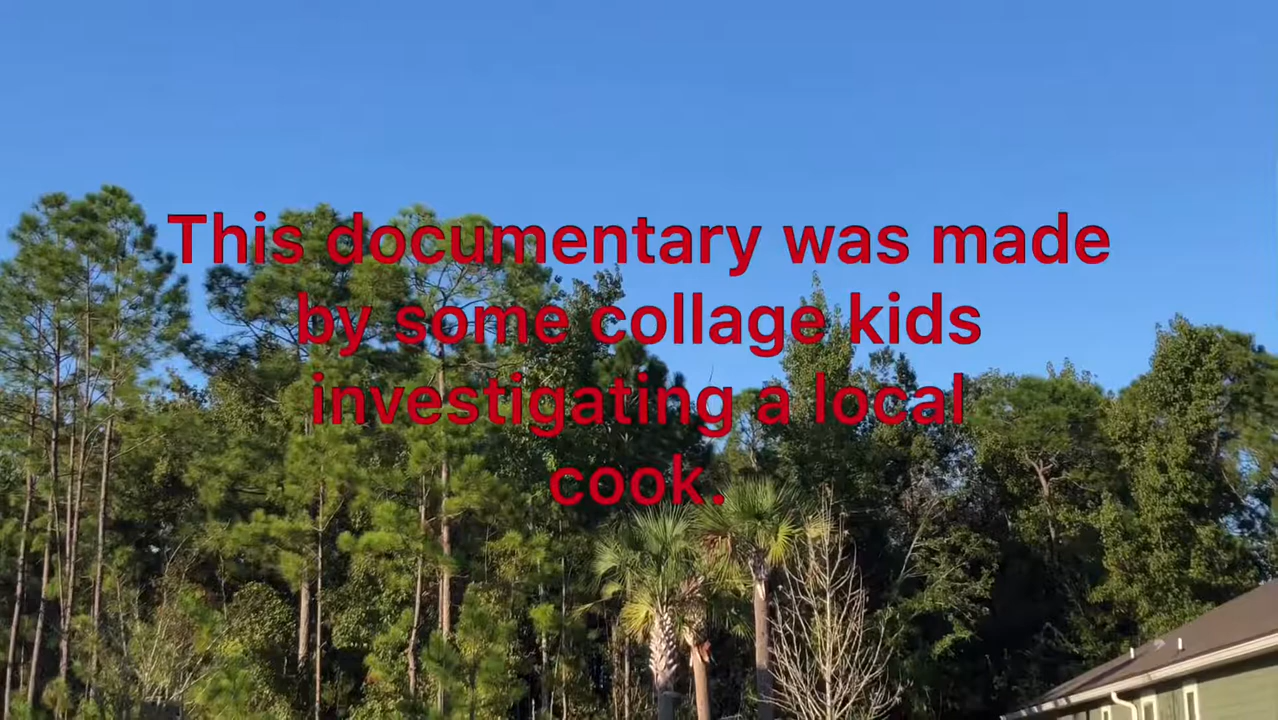 This documentary was made
by some collage kids
investigating a local
cook.